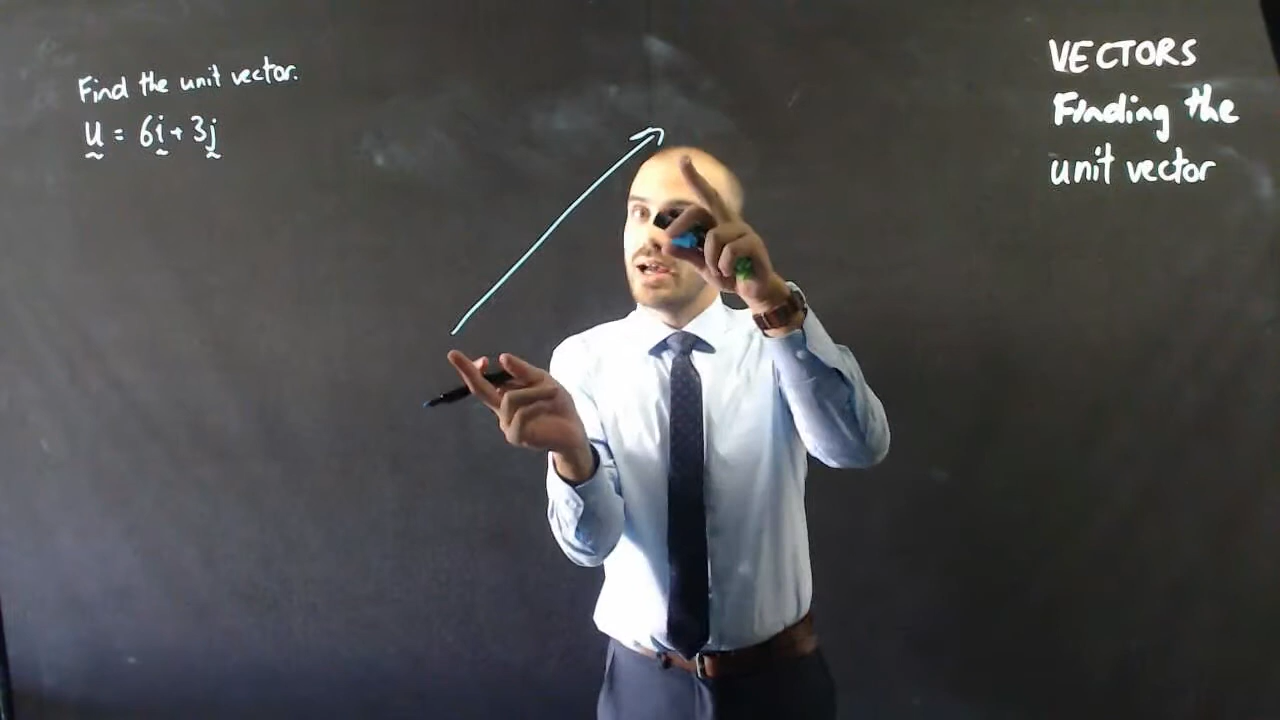 Find the unit vector.
u = 6i + 3j
VECTORS
Finding the
unit vector